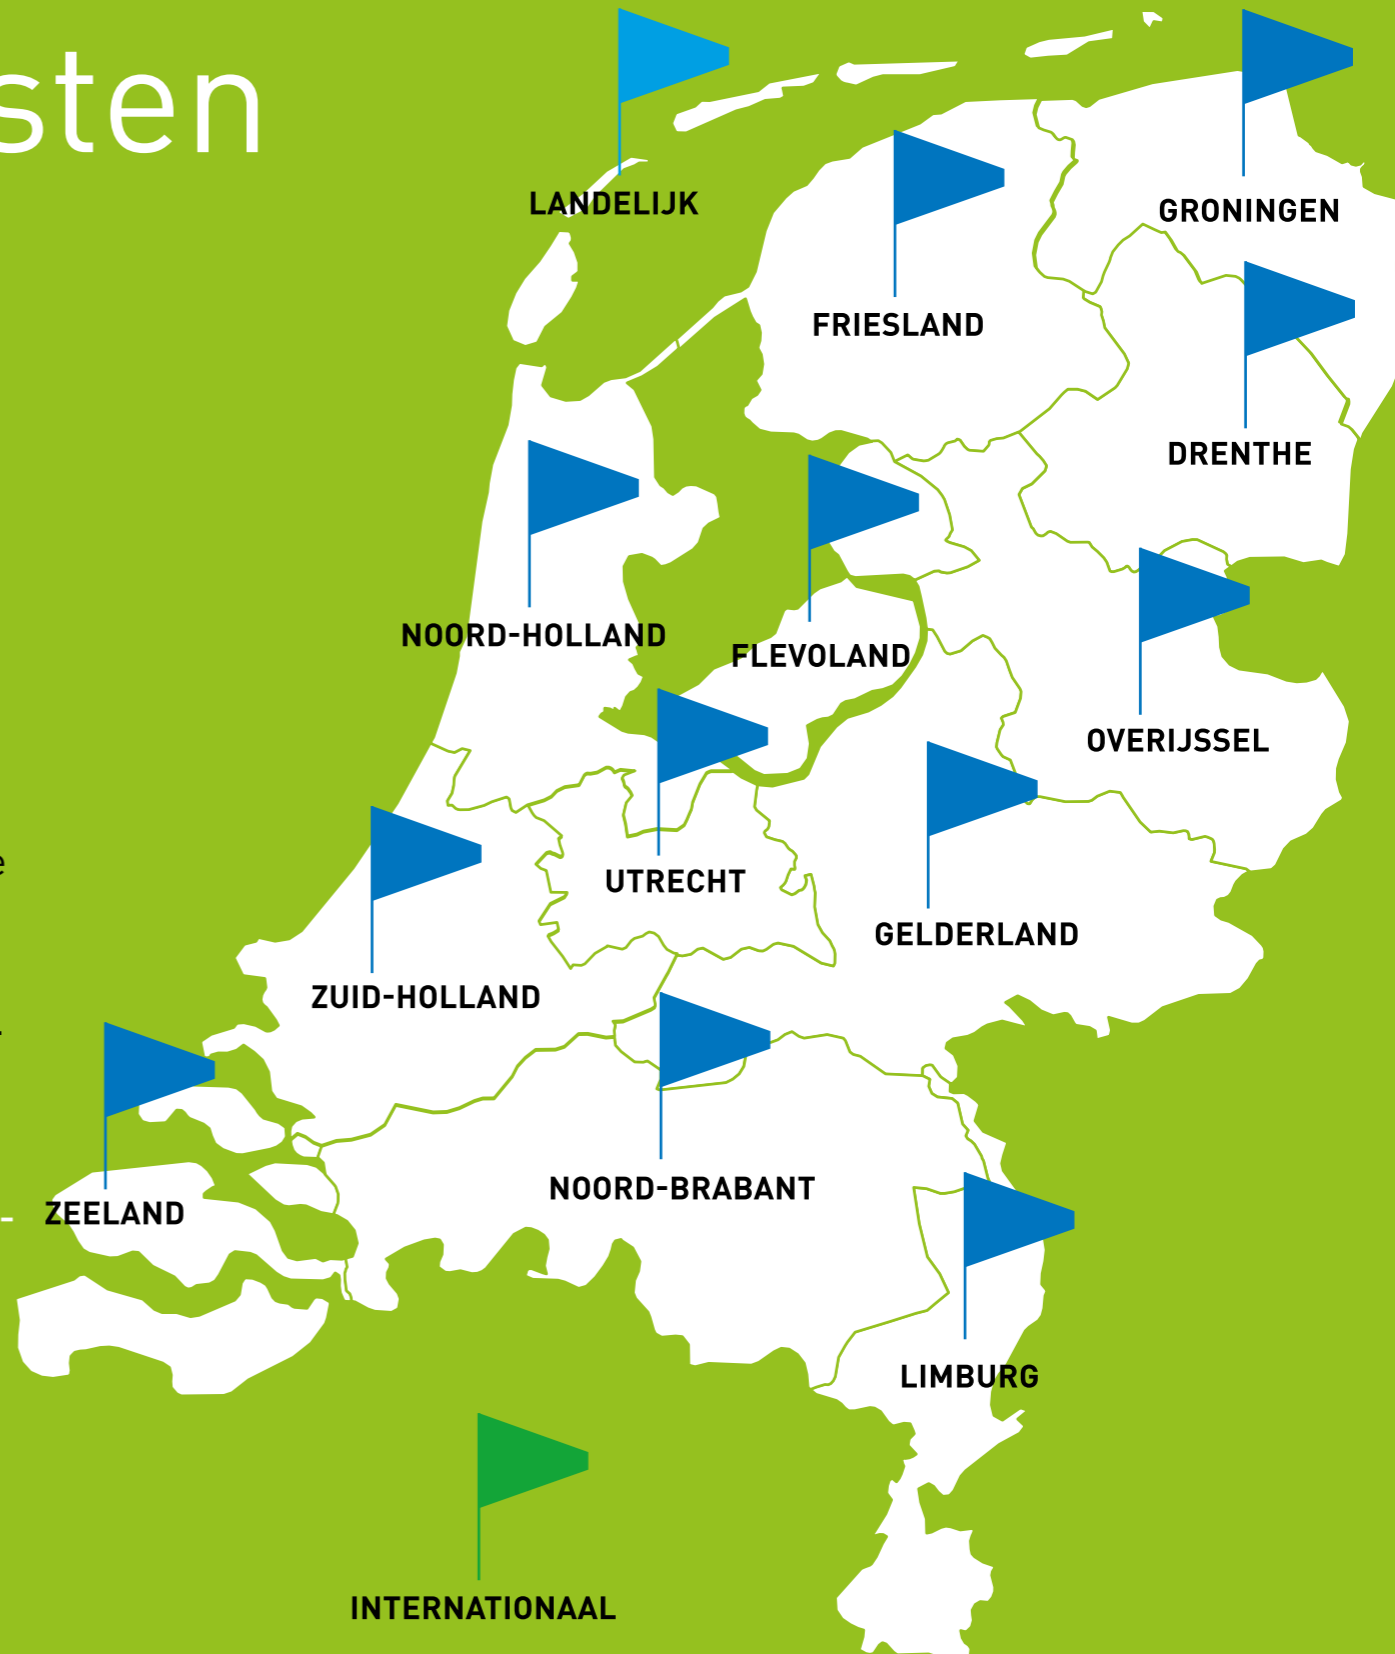 sten
LANDELIJK
GRONINGEN
FRIESLAND
DRENTHE
NOORD-HOLLAND
FLEVOLAND
OVERIJSSEL
UTRECHT
GELDERLAND
ZUID-HOLLAND
NOORD-BRABANT
ZEELAND
LIMBURG
INTERNATIONAAL